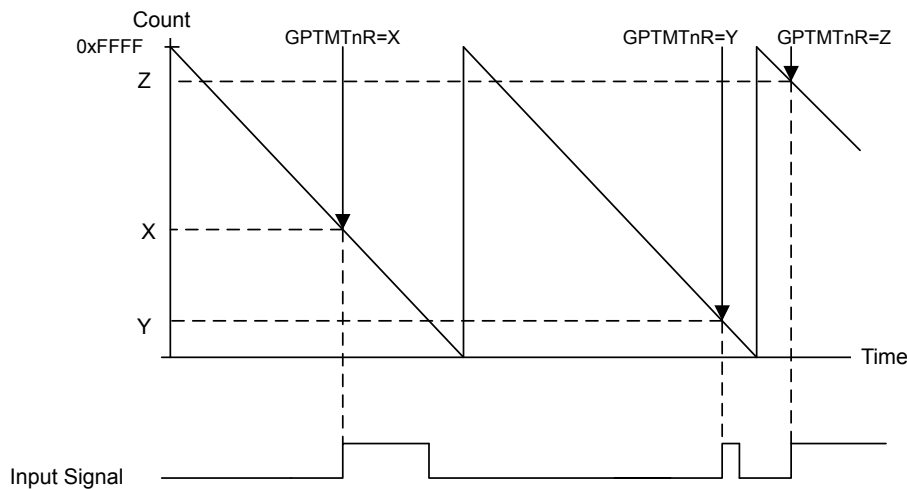 Count
0xFFFF
GPTMTnR=X
GPTMTnR=Y
GPTMTnR=Z
Z
X
Y
Time
Input Signal